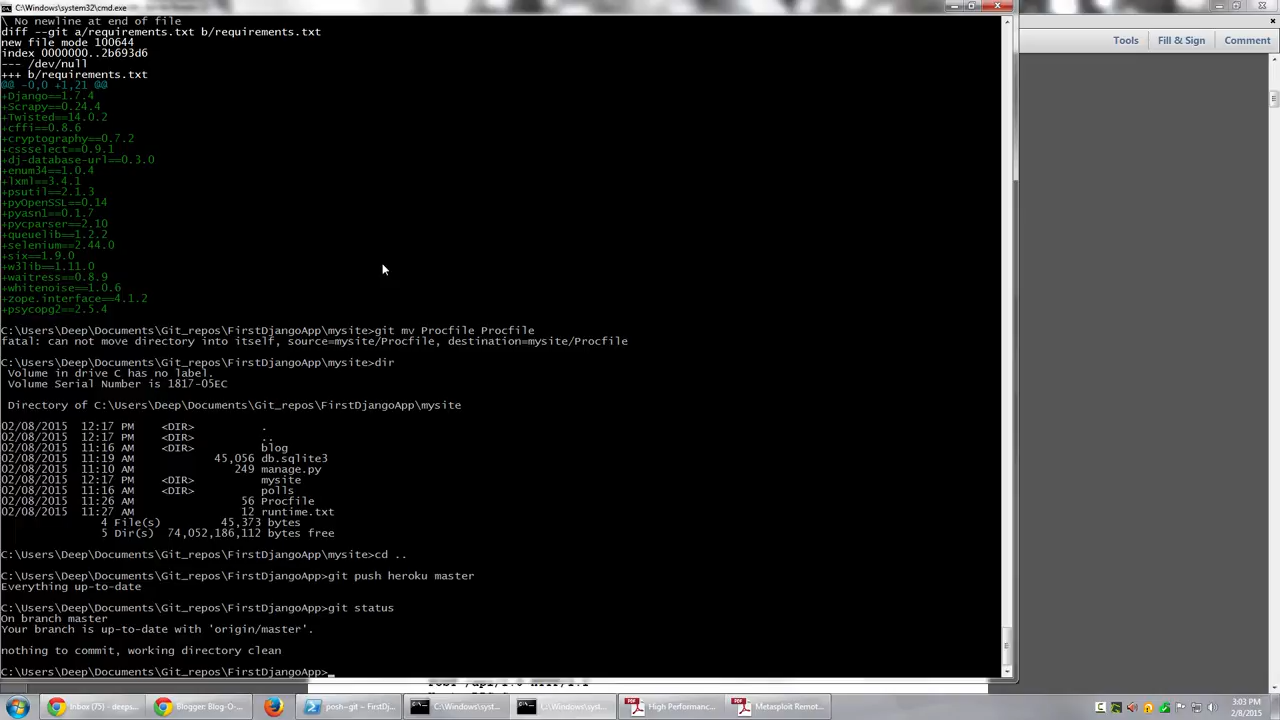 C:\Windows\system32\cmd.exe
\ No newline at end of file
diff --git a/requirements.txt b/requirements.txt
new file mode 100644
index 0000000..2b693d6
--- /dev/null
+++ b/requirements.txt
@@ -0,0 +1,21 @@
+Django==1.7.4
+Scrapy==0.24.4
+Twisted==14.0.2
+cffi==0.8.6
+cryptography==0.7.2
+cssselect==0.9.1
+dj-database-url==0.3.0
+enum34==1.0.4
+lxml==3.4.1
+psutil==2.1.3
+pyOpenSSL==0.14
+pyasn1==0.1.7
+pycparser==2.10
+queuelib==1.2.2
+selenium==2.44.0
+six==1.9.0
+w3lib==1.11.0
+waitress==0.8.9
+whitenoise==1.0.6
+zope.interface==4.1.2
+psycopg2==2.5.4
C:\Users\Deep\Documents\Git_repos\FirstDjangoApp\mysite>git mv Procfile Procfile
fatal: can not move directory into itself, source=mysite/Procfile, destination=mysite/Procfile
C:\Users\Deep\Documents\Git_repos\FirstDjangoApp\mysite>dir
Volume in drive C has no label.
Volume Serial Number is 1817-05EC
Directory of C:\Users\Deep\Documents\Git_repos\FirstDjangoApp\mysite
02/08/2015 12:17 PM <DIR> .
02/08/2015 12:17 PM <DIR> ..
02/08/2015 11:16 AM <DIR> blog
02/08/2015 11:19 AM 45,056 db.sqlite3
02/08/2015 11:10 AM 249 manage.py
02/08/2015 12:17 PM <DIR> mysite
02/08/2015 11:16 AM <DIR> polls
02/08/2015 11:26 AM 56 Procfile
02/08/2015 11:27 AM 12 runtime.txt
4 File(s) 45,373 bytes
5 Dir(s) 74,052,186,112 bytes free
C:\Users\Deep\Documents\Git_repos\FirstDjangoApp\mysite>cd ..
C:\Users\Deep\Documents\Git_repos\FirstDjangoApp>git push heroku master
Everything up-to-date
C:\Users\Deep\Documents\Git_repos\FirstDjangoApp>git status
On branch master
Your branch is up-to-date with 'origin/master'.
nothing to commit, working directory clean
C:\Users\Deep\Documents\Git_repos\FirstDjangoApp>
Tools Fill & Sign Comment
Inbox (75) - deeps... Blogger: Blog-O-... posh~git ~ FirstDj... C:\Windows\syst... C:\Windows\syst... High Performanc... Metasploit Remot...
3:03 PM
2/8/2015